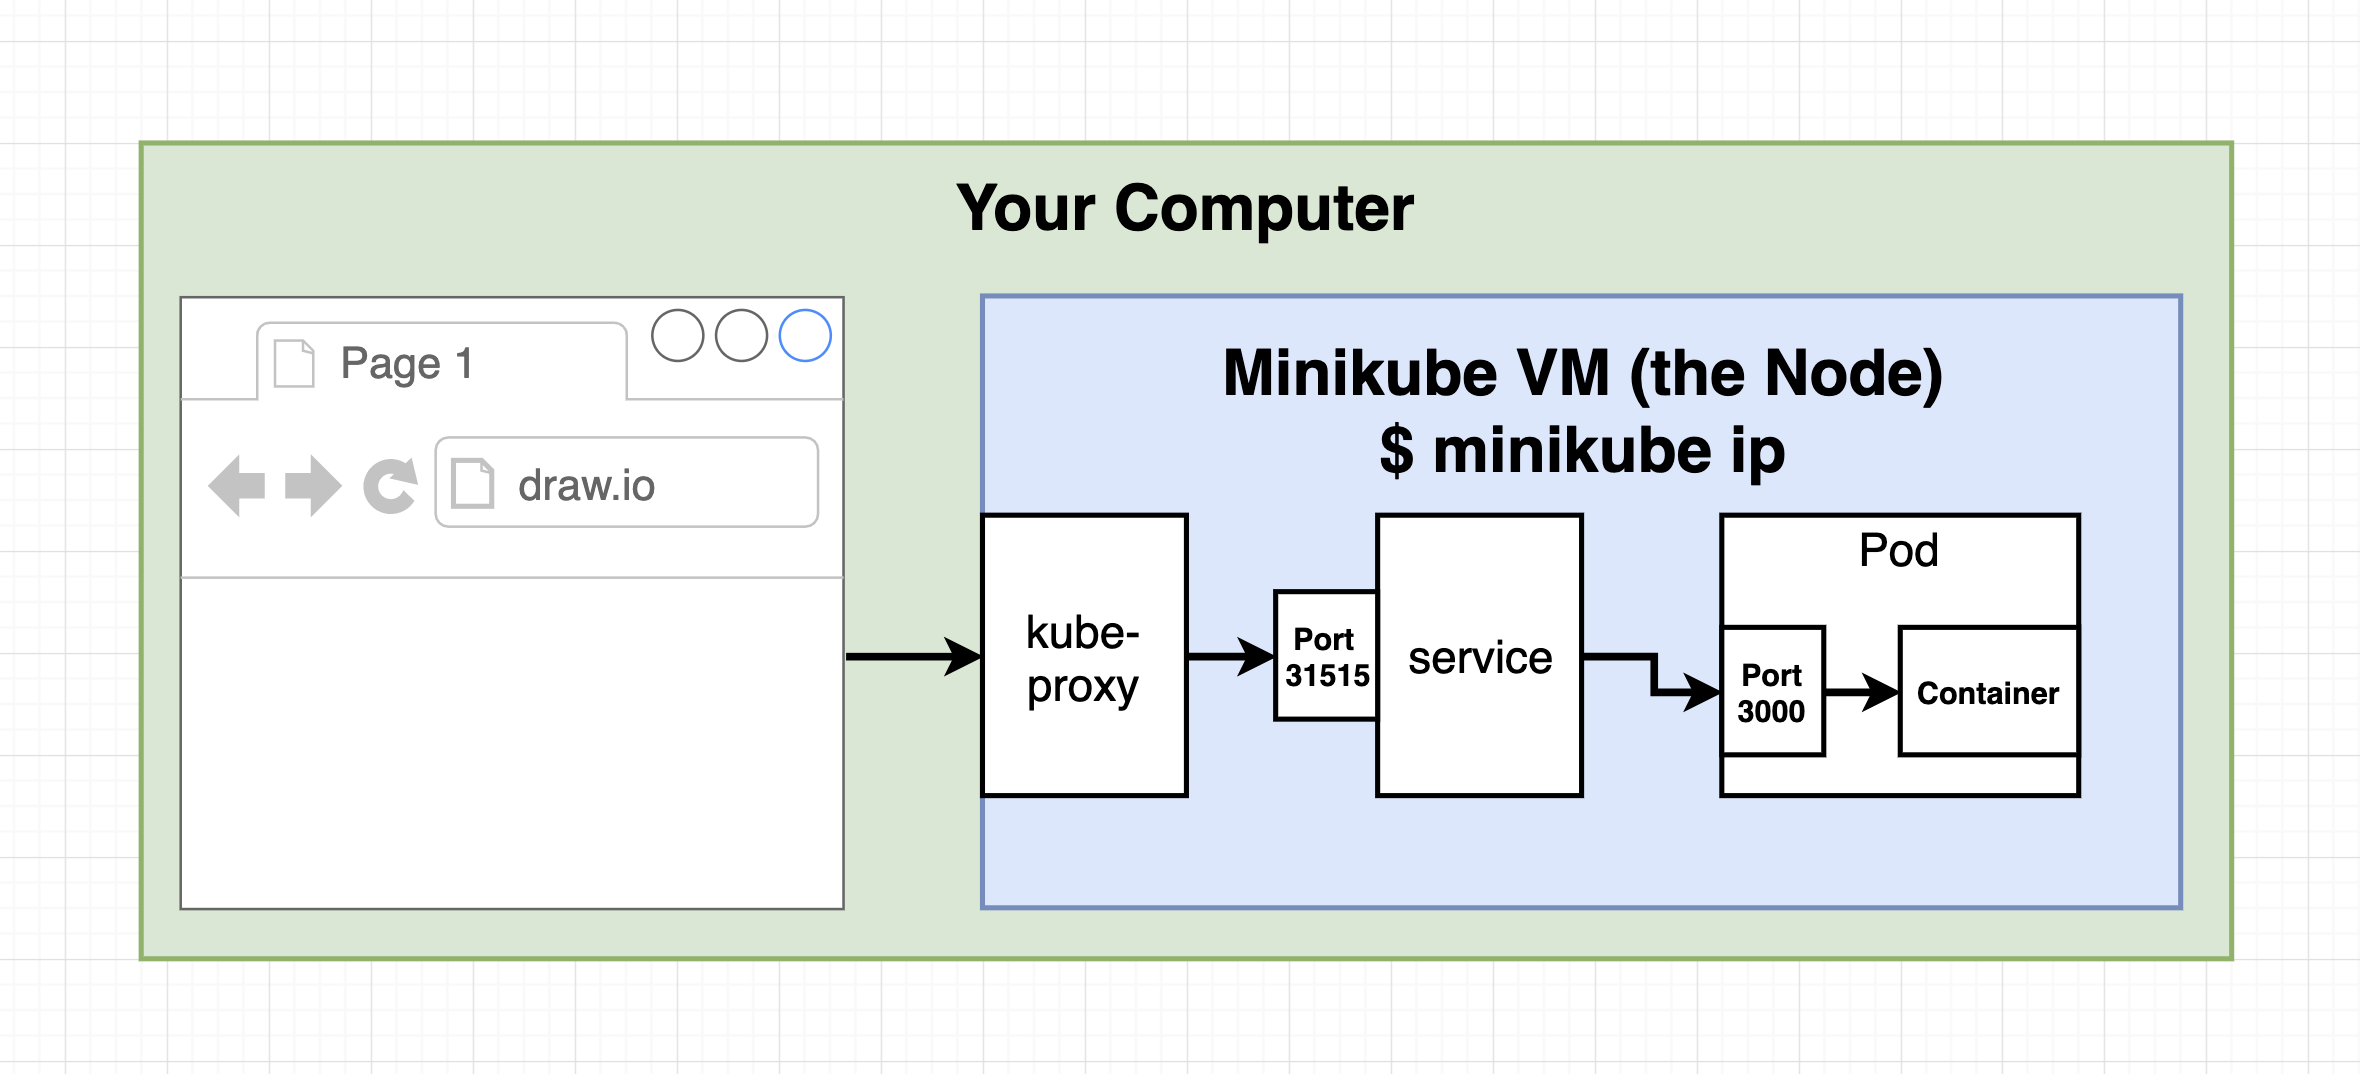 Your Computer
Page 1
draw.io
Minikube VM (the Node)
$ minikube ip
kube-
proxy
Port
31515
service
Pod
Port
3000
Container